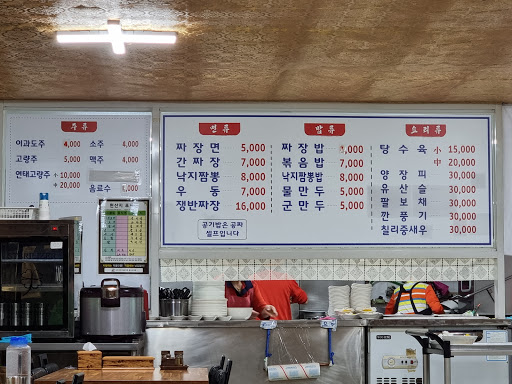 주류
이과도주 4,000 소주 4,000
고량주 5,000 맥주 4,000
연태고량주 小 10,000
中 20,000 음료수 1,000
면류
짜장면 5,000
간짜장 7,000
낙지짬뽕 8,000
우동 7,000
쟁반짜장 16,000
공기밥은 공짜
셀프입니다
밥류
짜장밥 7,000
볶음밥 7,000
낙지짬뽕밥 8,000
물만두 5,000
군만두 5,000
요리류
탕수육 小 15,000
中 20,000
양장피 30,000
유산슬 30,000
팔보채 30,000
깐풍기 30,000
칠리중새우 30,000